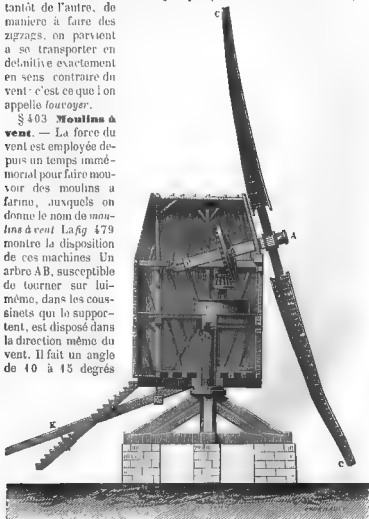 tantôt de l'autre, de
manière à faire des
zigzags, on parvient
a se transporter en
definitive exactement
en sens contraire du
vent · c'est ce que l on
appelle louvoyer.
§ 403 Moulins à
vent. — La force du
vent est employée de-
puis un temps immé-
morial pour faire mou-
voir des moulins a
farine, auxquels on
donne le nom de mou-
lins à vent La fig 479
montre la disposition
de ces machines Un
arbre AB, susceptible
de tourner sur lui-
même, dans les cous-
sinets qui le suppor-
tent, est disposé dans
la direction même du
vent. Il fait un angle
de 10 à 15 degrés
C
A
K
C